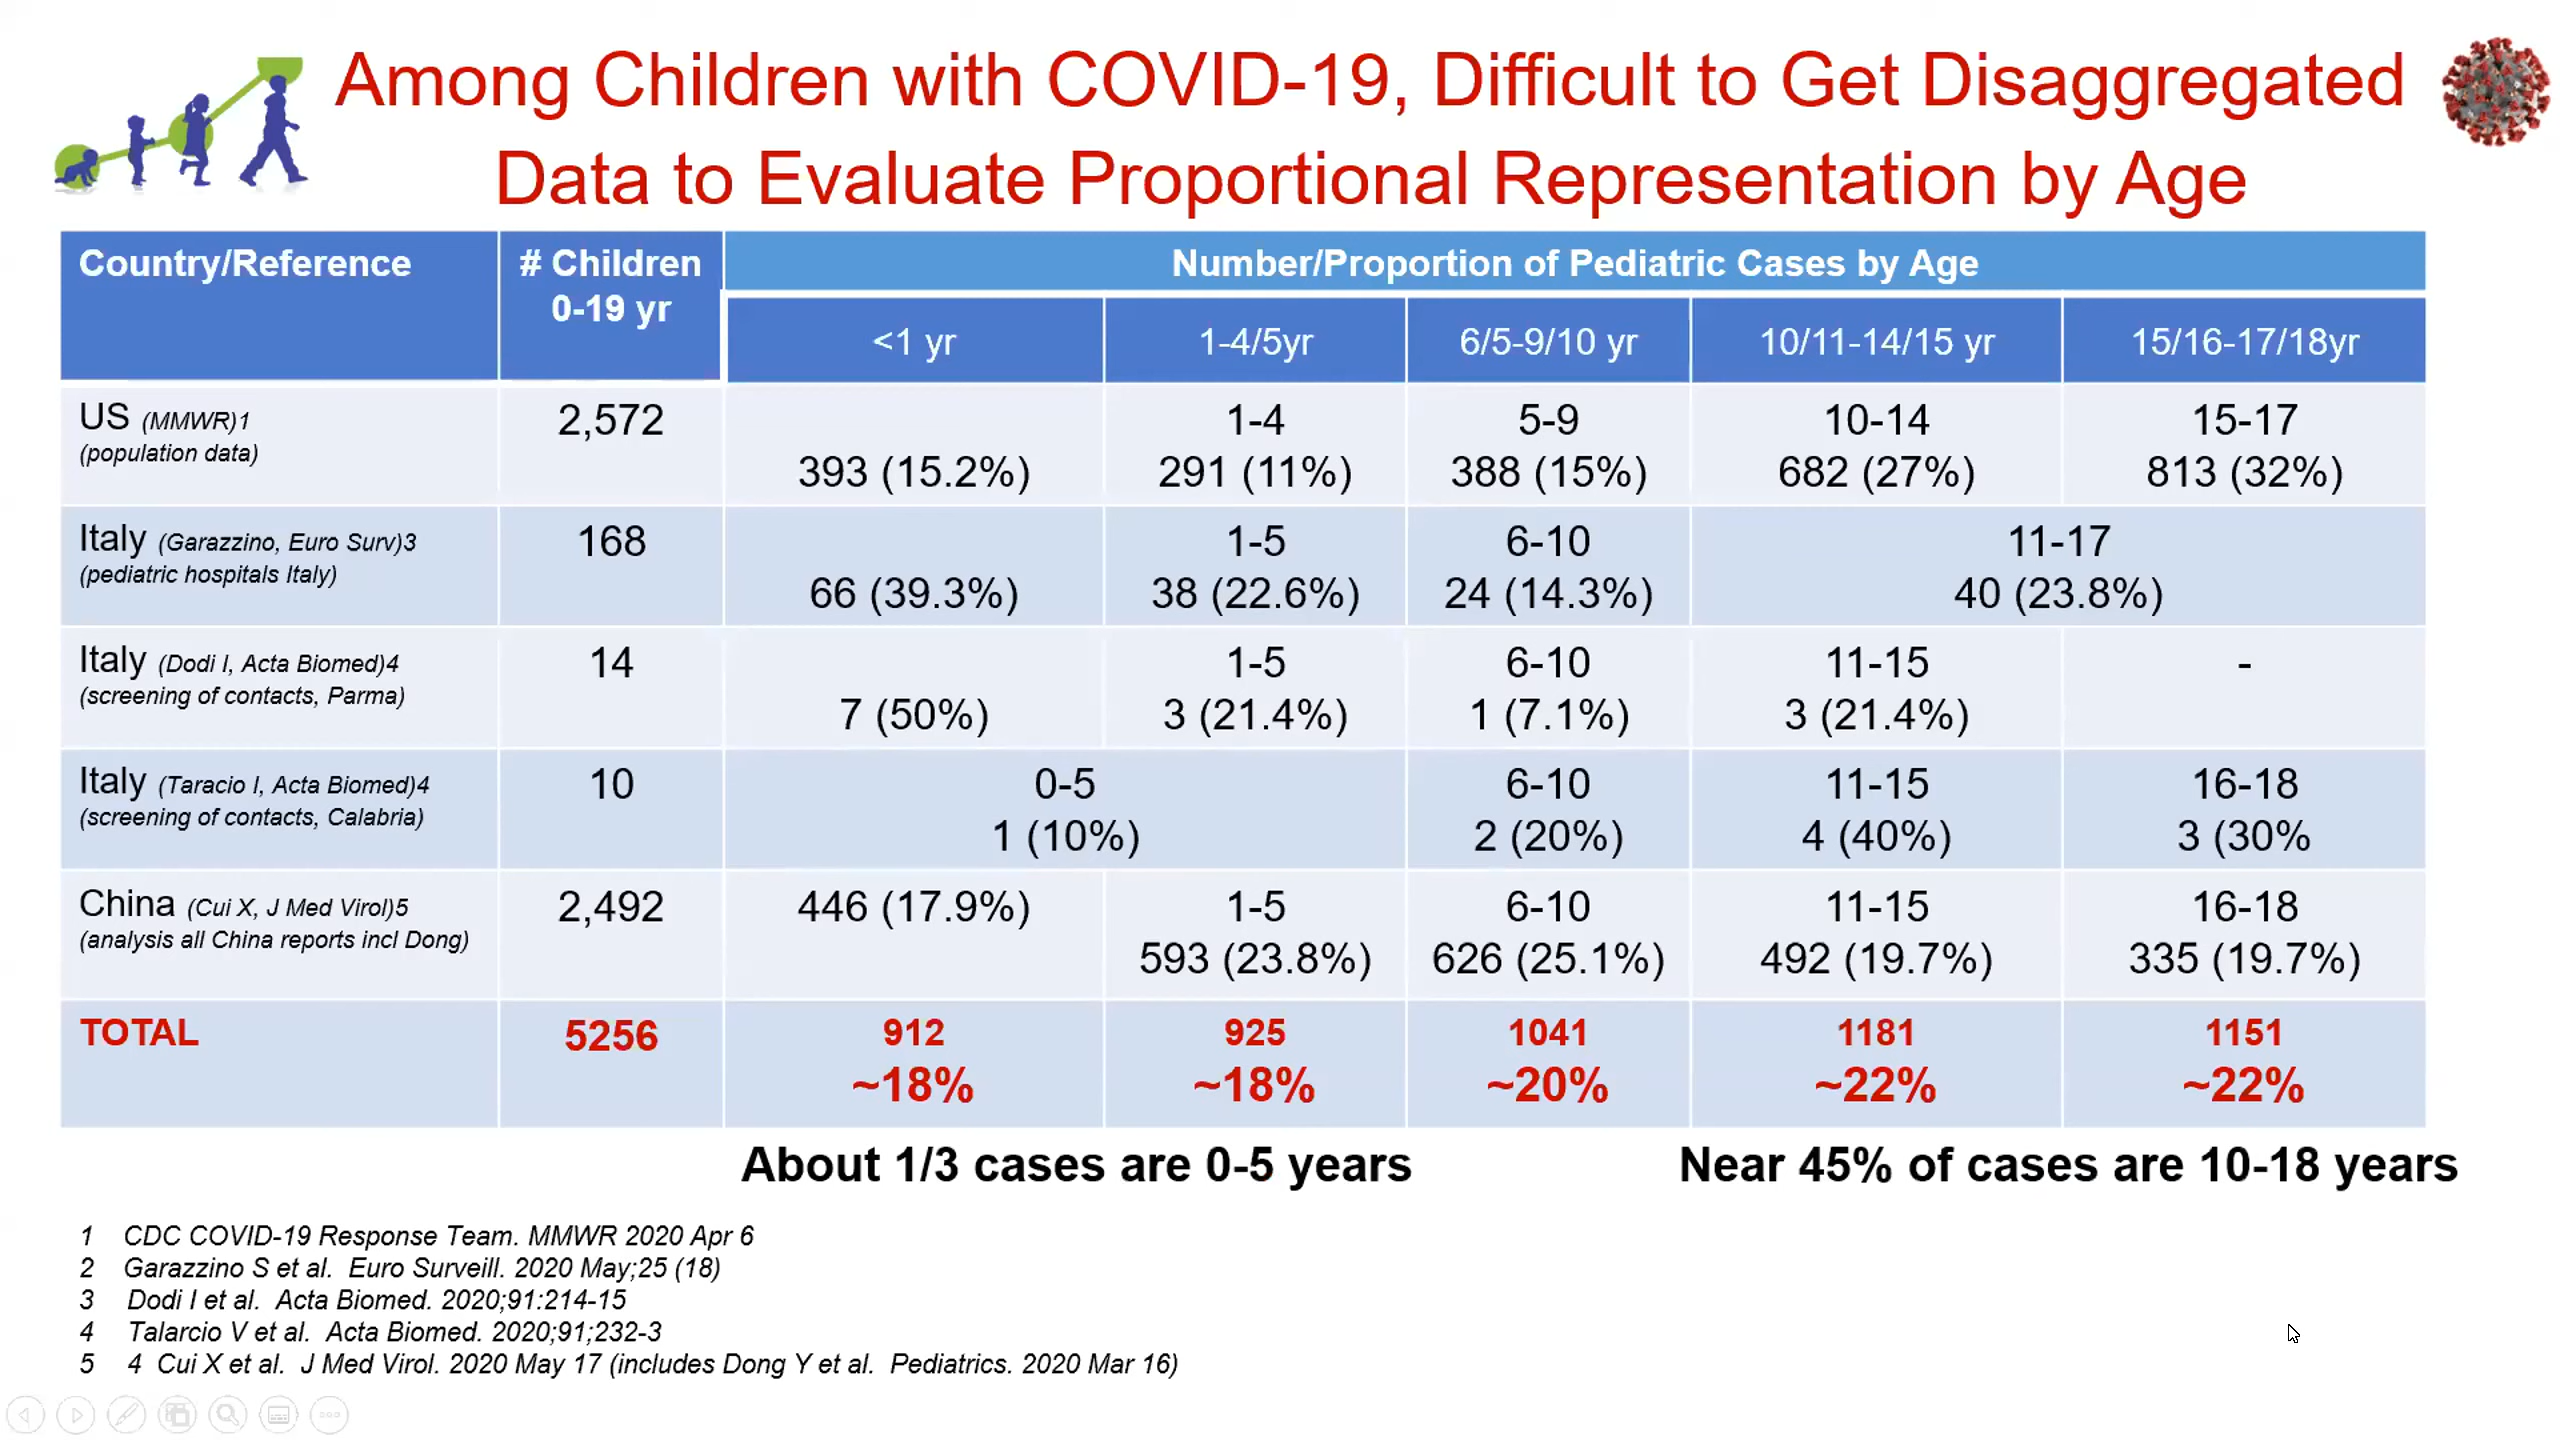 Among Children with COVID-19, Difficult to Get Disaggregated
Data to Evaluate Proportional Representation by Age
Country/Reference
# Children
0-19 yr
Number/Proportion of Pediatric Cases by Age
<1 yr
1-4/5yr
6/5-9/10 yr
10/11-14/15 yr
15/16-17/18yr
US (MMWR)1
(population data)
2,572
393 (15.2%)
1-4
291 (11%)
5-9
388 (15%)
10-14
682 (27%)
15-17
813 (32%)
Italy (Garazzino, Euro Surv)3
(pediatric hospitals Italy)
168
66 (39.3%)
1-5
38 (22.6%)
6-10
24 (14.3%)
11-17
40 (23.8%)
Italy (Dodi I, Acta Biomed)4
(screening of contacts, Parma)
14
7 (50%)
1-5
3 (21.4%)
6-10
1 (7.1%)
11-15
3 (21.4%)
-
Italy (Taracio I, Acta Biomed)4
(screening of contacts, Calabria)
10
0-5
1 (10%)
6-10
2 (20%)
11-15
4 (40%)
16-18
3 (30%
China (Cui X, J Med Virol)5
(analysis all China reports incl Dong)
2,492
446 (17.9%)
1-5
593 (23.8%)
6-10
626 (25.1%)
11-15
492 (19.7%)
16-18
335 (19.7%)
TOTAL
5256
912
~18%
925
~18%
1041
~20%
1181
~22%
1151
~22%
About 1/3 cases are 0-5 years
Near 45% of cases are 10-18 years
1 CDC COVID-19 Response Team. MMWR 2020 Apr 6
2 Garazzino S et al. Euro Surveill. 2020 May;25 (18)
3 Dodi I et al. Acta Biomed. 2020;91:214-15
4 Talarcio V et al. Acta Biomed. 2020;91;232-3
5 4 Cui X et al. J Med Virol. 2020 May 17 (includes Dong Y et al. Pediatrics. 2020 Mar 16)